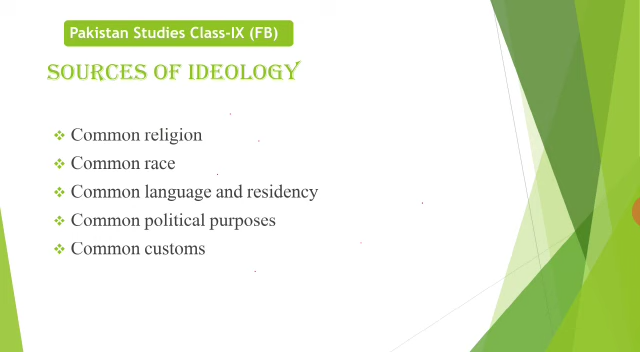 Pakistan Studies Class-IX (FB)
SOURCES OF IDEOLOGY
Common religion
Common race
Common language and residency
Common political purposes
Common customs